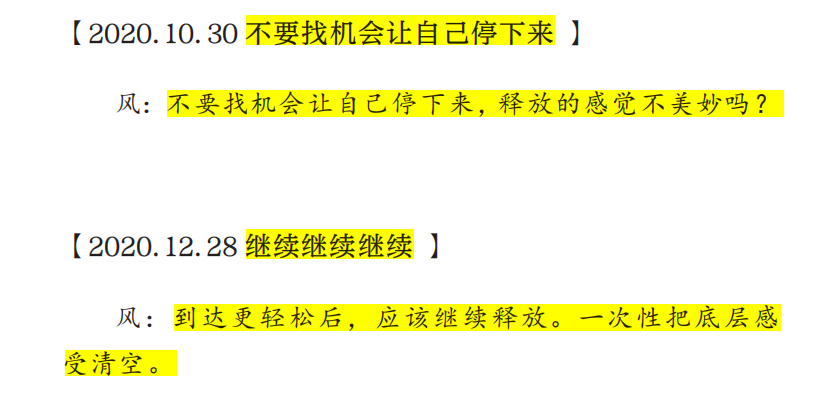 【2020.10.30 不要找机会让自己停下来 】
风：不要找机会让自己停下来，释放的感觉不美妙吗？
【2020.12.28 继续继续继续 】
风：到达更轻松后，应该继续释放。一次性把底层感
受清空。